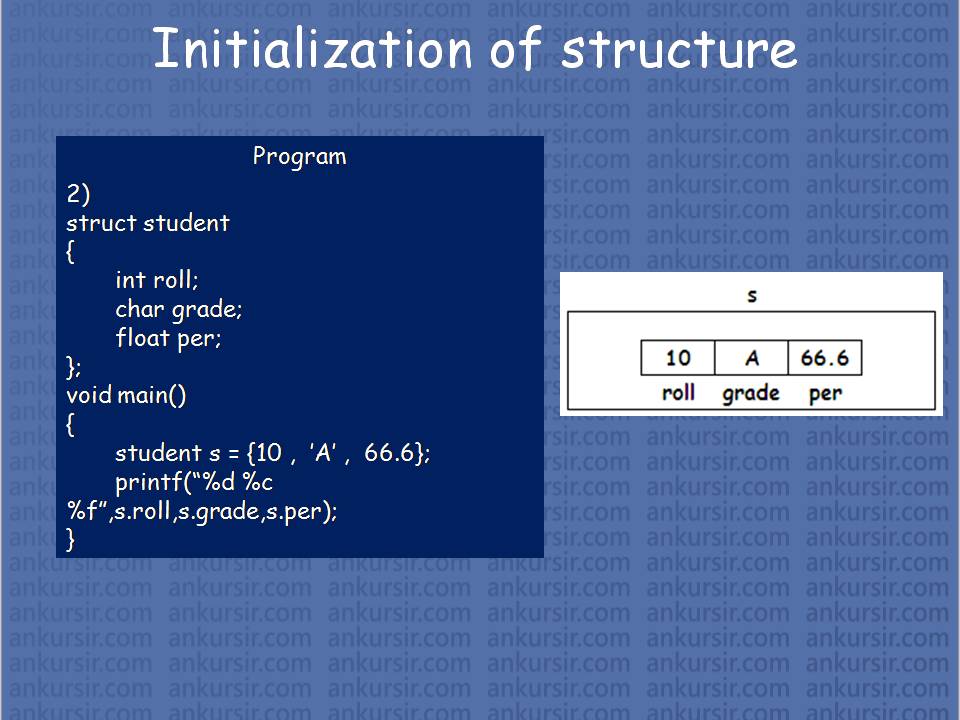 Initialization of structure
Program
2)
struct student
{
int roll;
char grade;
float per;
};
void main()
{
student s = {10 , ‘A’ , 66.6};
printf(“%d %c
%f”,s.roll,s.grade,s.per);
}
s
10 A 66.6
roll grade per
ankursir.com